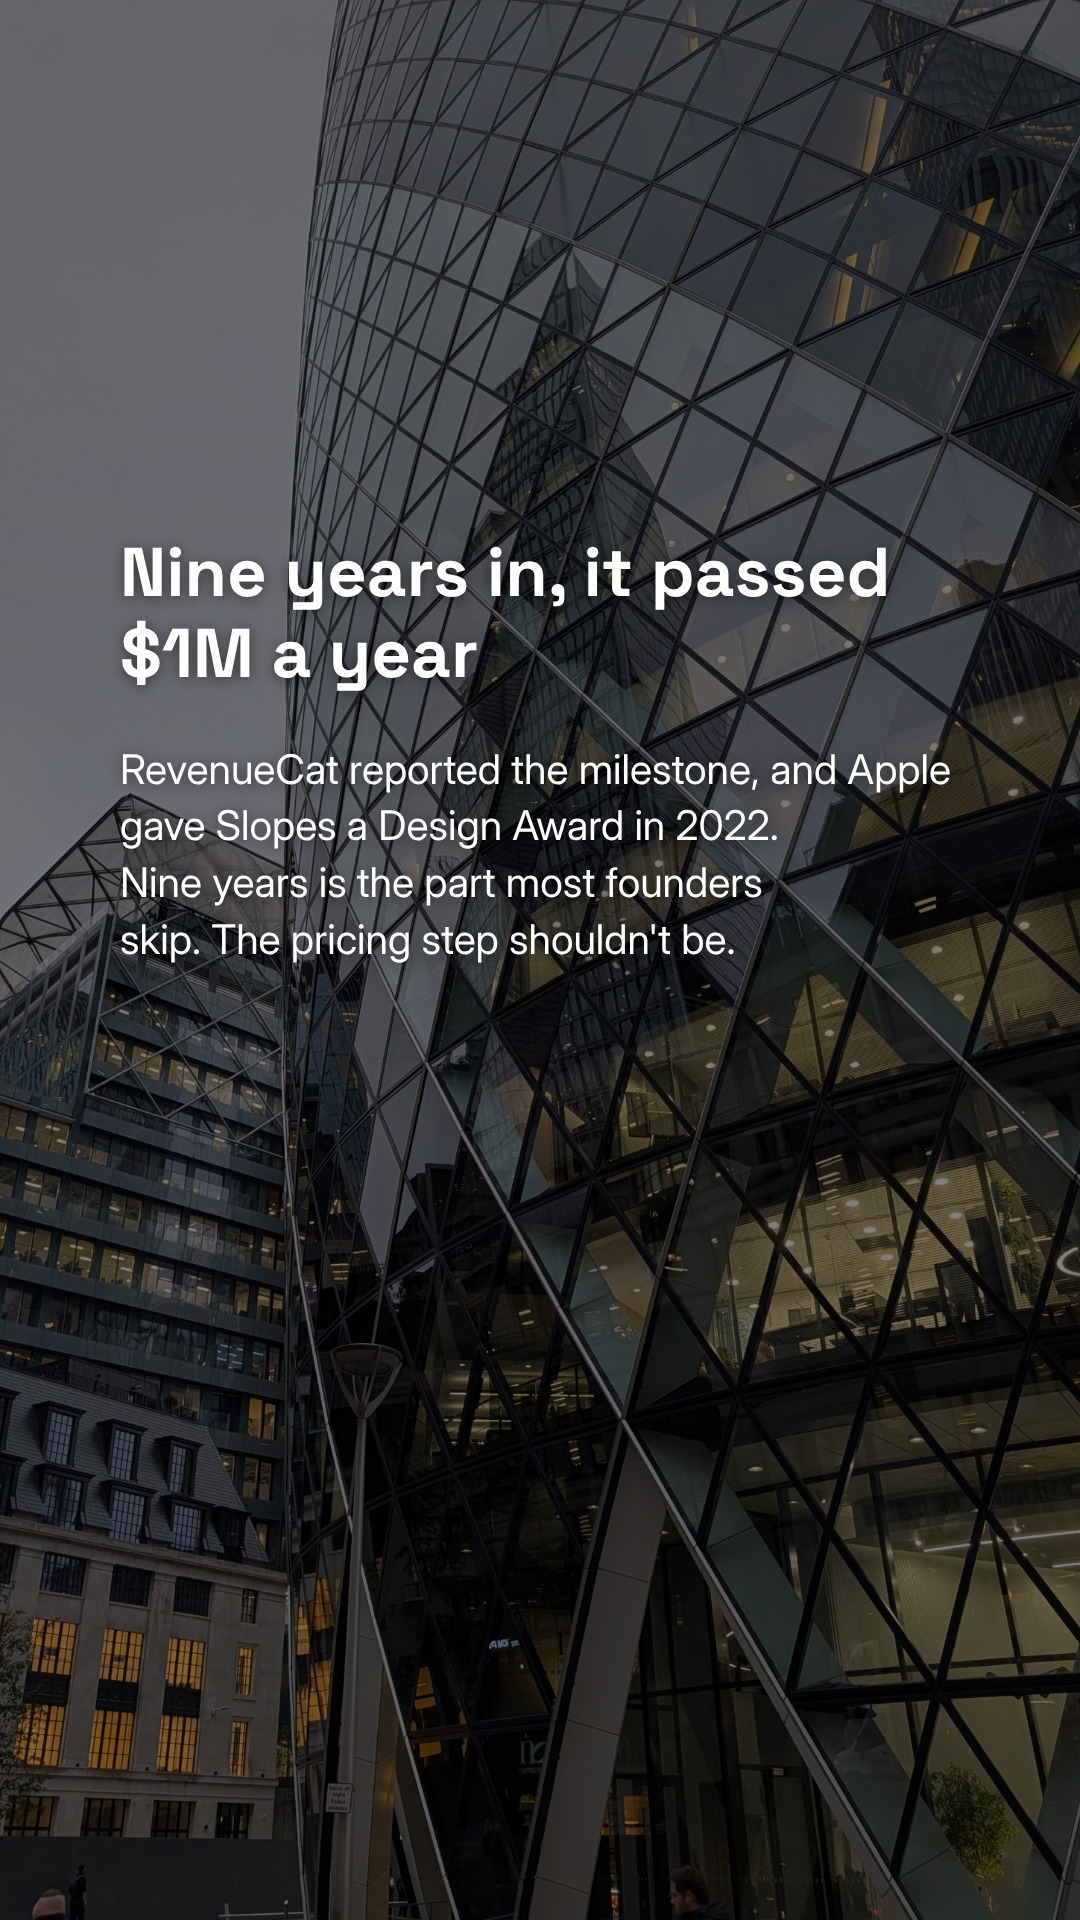 Nine years in, it passed
$1M a year
RevenueCat reported the milestone, and Apple
gave Slopes a Design Award in 2022.
Nine years is the part most founders
skip. The pricing step shouldn't be.